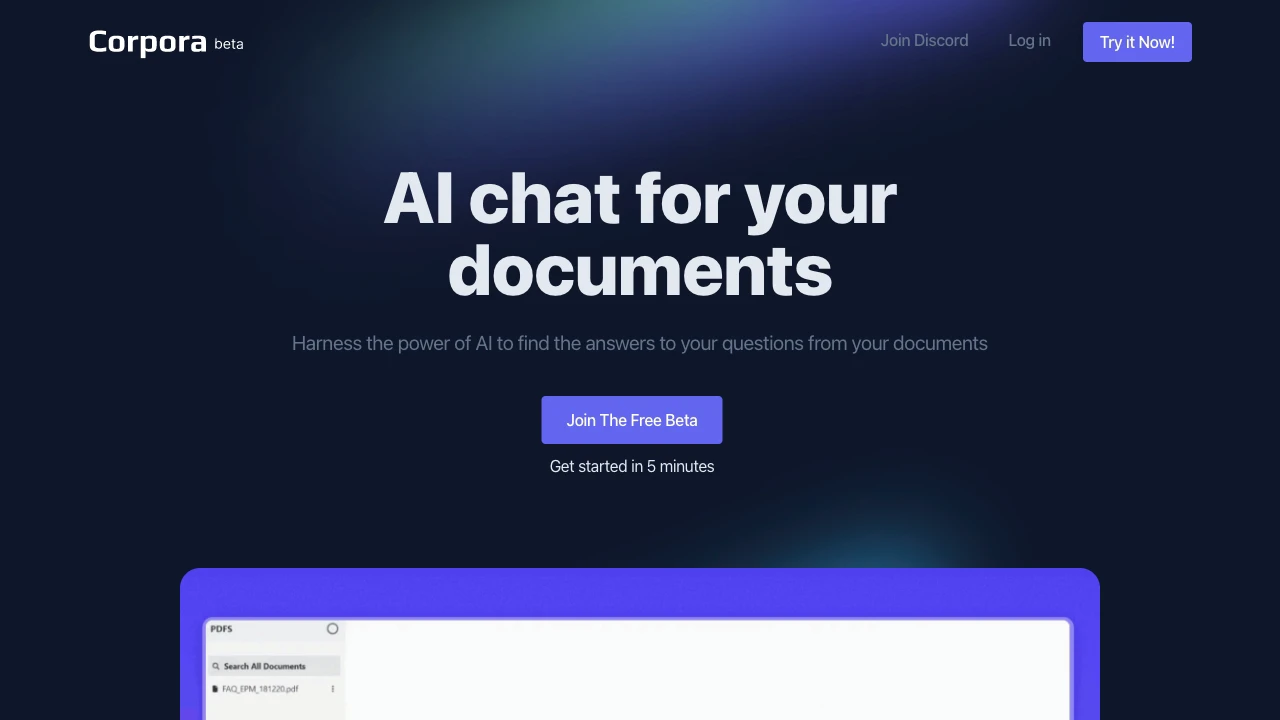 Corpora beta
Join Discord
Log in
Try it Now!
AI chat for your
documents
Harness the power of AI to find the answers to your questions from your documents
Join The Free Beta
Get started in 5 minutes
PDFS
Search All Documents
FAQ_EPM_181220.pdf